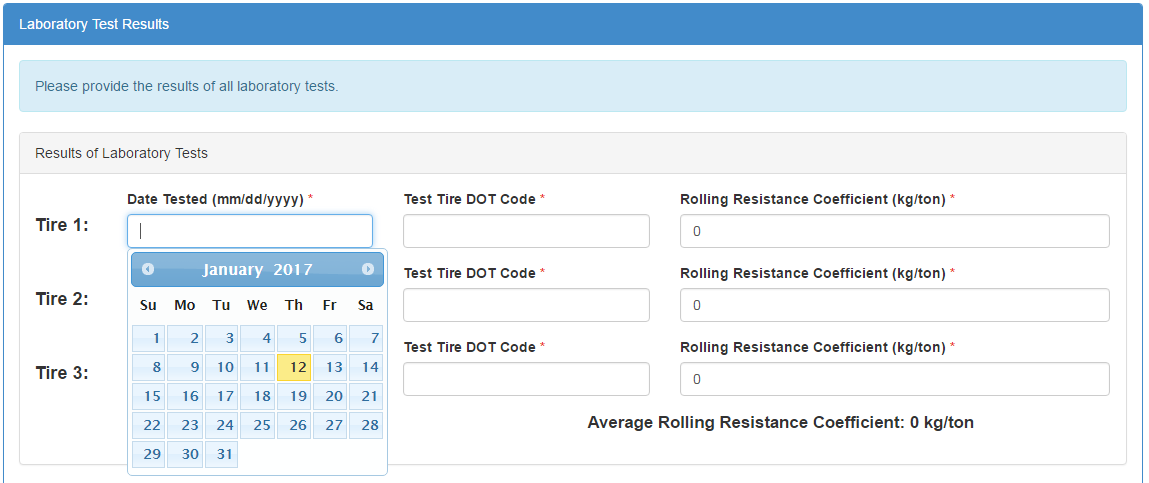 Laboratory Test Results
Please provide the results of all laboratory tests.
Results of Laboratory Tests
Date Tested (mm/dd/yyyy) * Test Tire DOT Code * Rolling Resistance Coefficient (kg/ton) *
Tire 1: 0
January 2017
Su Mo Tu We Th Fr Sa
Test Tire DOT Code * Rolling Resistance Coefficient (kg/ton) *
Tire 2: 0
1 2 3 4 5 6 7
Test Tire DOT Code * Rolling Resistance Coefficient (kg/ton) *
8 9 10 11 12 13 14
Tire 3: 0
15 16 17 18 19 20 21
22 23 24 25 26 27 28
Average Rolling Resistance Coefficient: 0 kg/ton
29 30 31